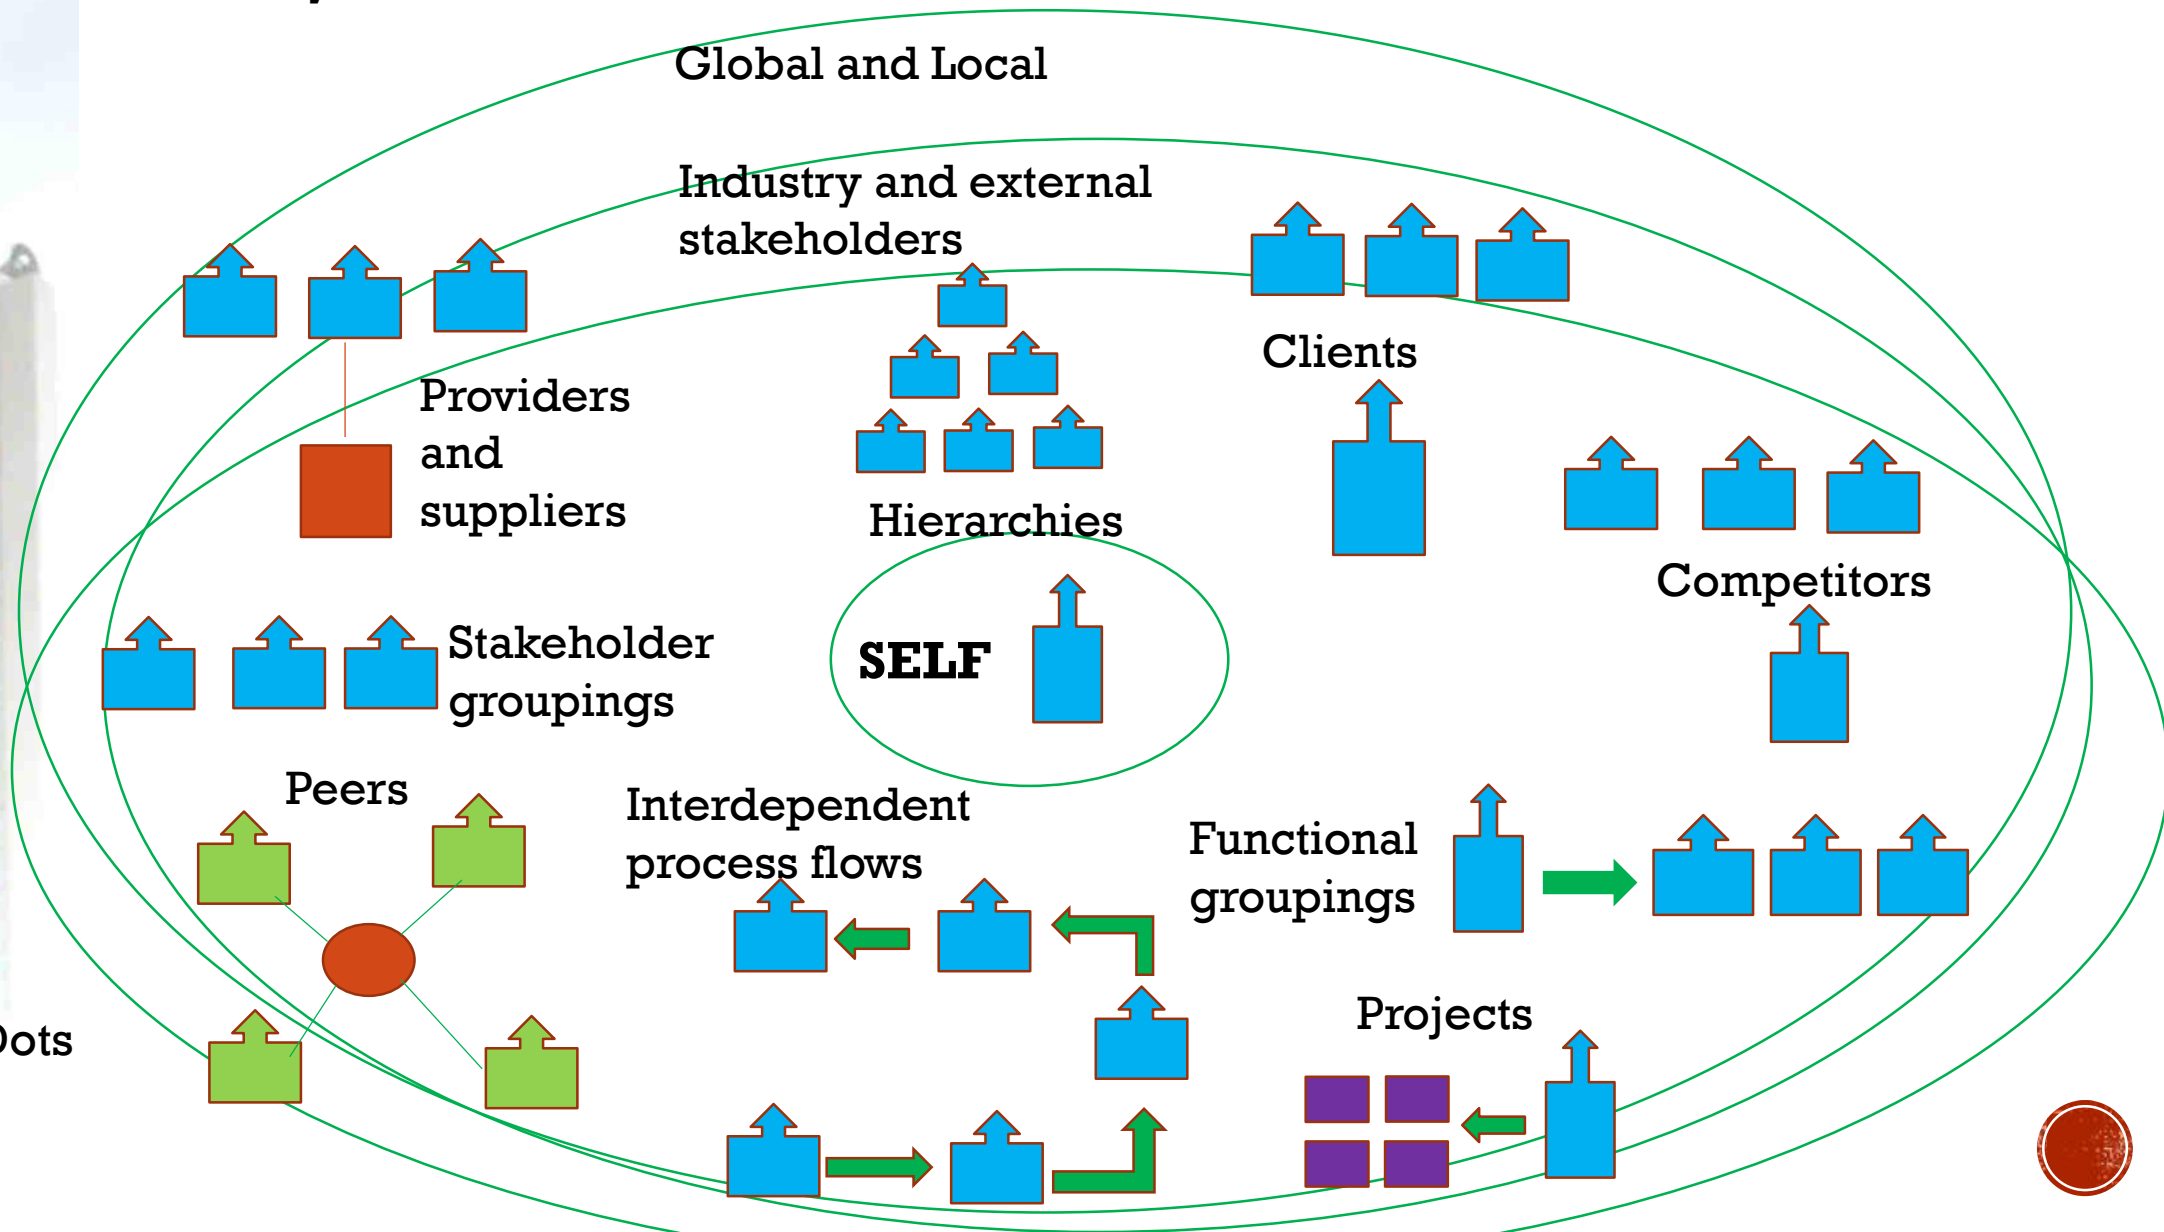 Global and Local
Industry and external
stakeholders
Clients
Providers
and
suppliers
Hierarchies
Competitors
Stakeholder
groupings
SELF
Peers
Interdependent
process flows
Functional
groupings
Projects